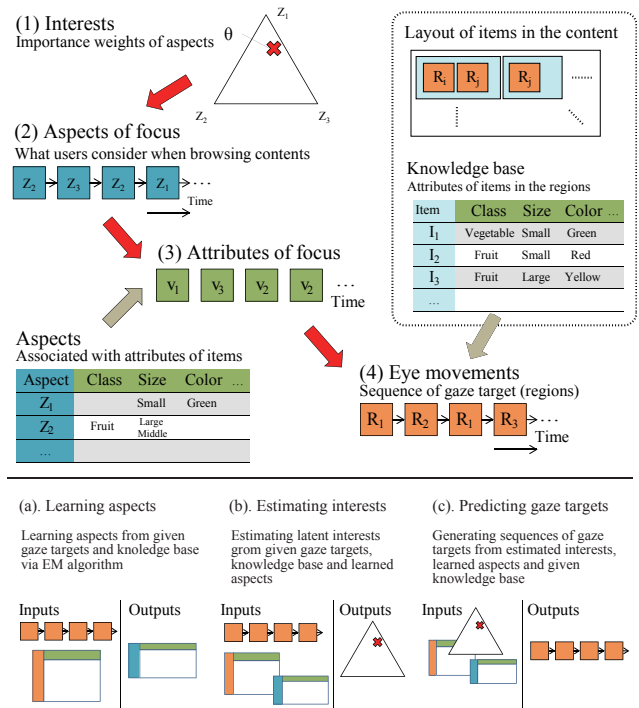 (1) Interests
Importance weights of aspects
θ
Z1
Z2
Z3
(2) Aspects of focus
What users consider when browsing contents
Z2 Z3 Z2 Z1 ...
Time
(3) Attributes of focus
v1 v3 v2 v2 ...
Time
Aspects
Associated with attributes of items
Aspect Class Size Color ...
Z1 Small Green
Z2 Fruit Large
Middle
...
Layout of items in the content
Ri Rj Rj ......
......
Knowledge base
Attributes of items in the regions
Item Class Size Color ...
I1 Vegetable Small Green
I2 Fruit Small Red
I3 Fruit Large Yellow
...
(4) Eye movements
Sequence of gaze target (regions)
R1 R2 R1 R3 ...
Time
(a). Learning aspects
Learning aspects from given
gaze targets and knoledge base
via EM algorithm
Inputs Outputs
(b). Estimating interests
Estimating latent interests
grom given gaze targets,
knowledge base and learned
aspects
Inputs Outputs
(c). Predicting gaze targets
Generating sequences of gaze
targets from estimated interests,
learned aspects and given
knowledge base
Inputs Outputs